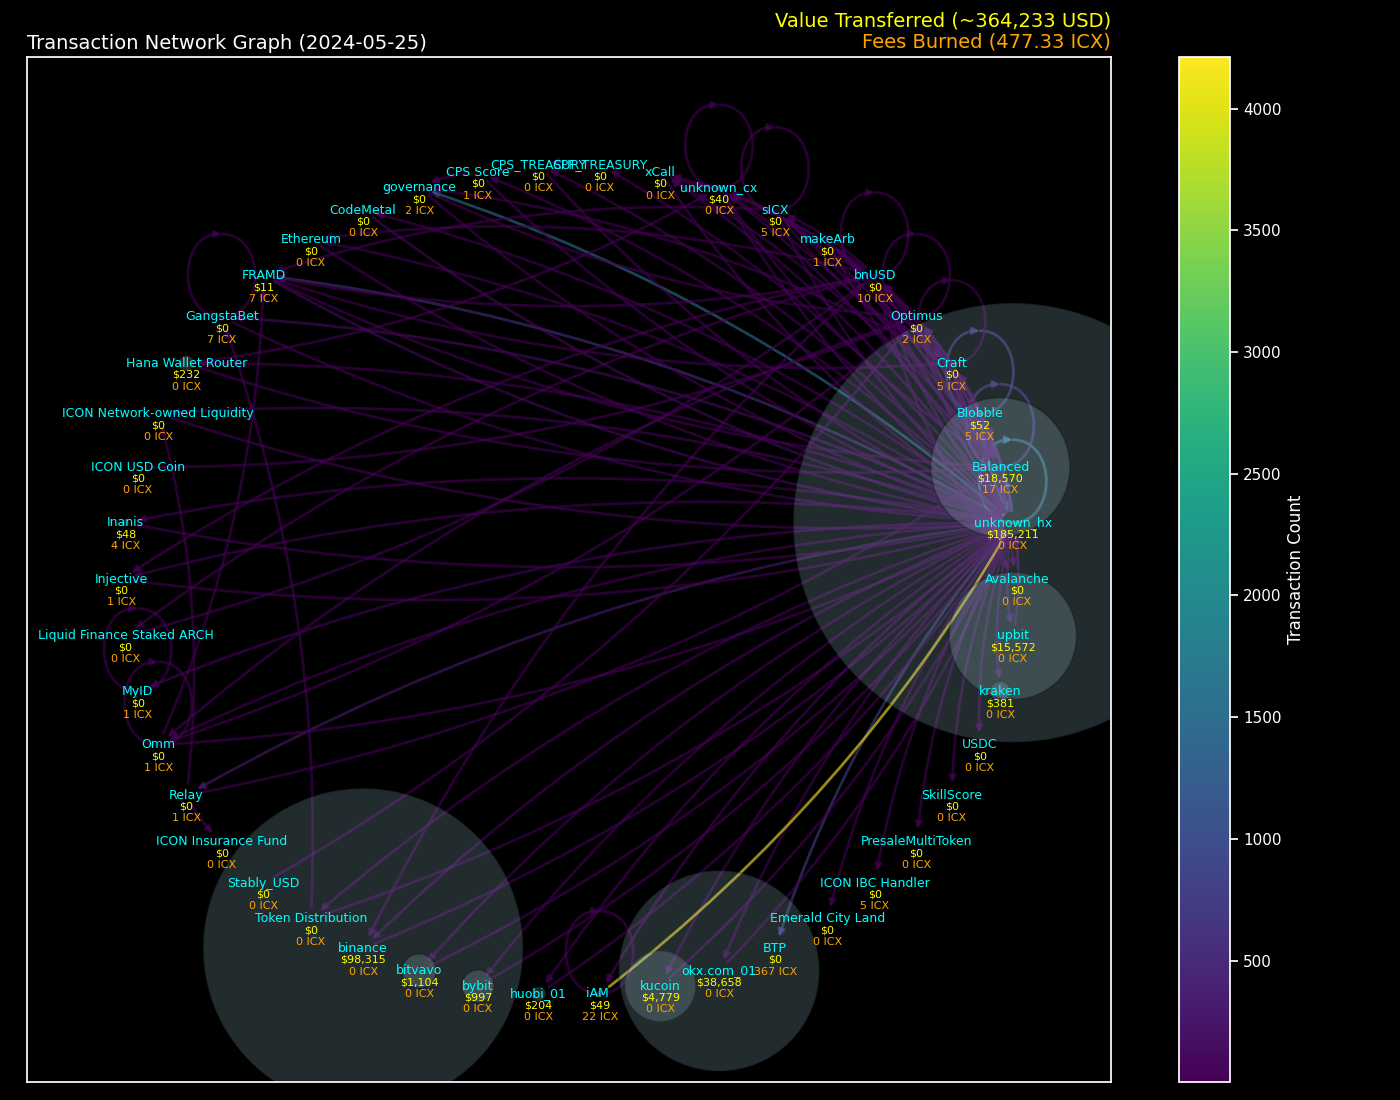 Value Transferred (~364,233 USD)
Transaction Network Graph (2024-05-25)
Fees Burned (477.33 ICX)
CPS Score
$0
1 ICX
CPS_TREASURY
$0
0 ICX
CPF_TREASURY
$0
0 ICX
xCall
$0
0 ICX
governance
$0
2 ICX
unknown_cx
$40
0 ICX
CodeMetal
$0
0 ICX
sICX
$0
5 ICX
Ethereum
$0
0 ICX
makeArb
$0
1 ICX
FRAMD
$11
7 ICX
bnUSD
$0
10 ICX
GangstaBet
$0
7 ICX
Optimus
$0
2 ICX
Hana Wallet Router
$232
0 ICX
Craft
$0
5 ICX
ICON Network-owned Liquidity
$0
0 ICX
Blobble
$52
5 ICX
ICON USD Coin
$0
0 ICX
Balanced
$18,570
17 ICX
Inanis
$48
4 ICX
unknown_hx
$185,211
0 ICX
Injective
$0
1 ICX
Avalanche
$0
0 ICX
Liquid Finance Staked ARCH
$0
0 ICX
upbit
$15,572
0 ICX
MyID
$0
1 ICX
kraken
$381
0 ICX
Omm
$0
1 ICX
USDC
$0
0 ICX
Relay
$0
1 ICX
SkillScore
$0
0 ICX
ICON Insurance Fund
$0
0 ICX
PresaleMultiToken
$0
0 ICX
Stably_USD
$0
0 ICX
ICON IBC Handler
$0
5 ICX
Token Distribution
$0
0 ICX
Emerald City Land
$0
0 ICX
binance
$98,315
0 ICX
BTP
$0
367 ICX
bitvavo
$1,104
0 ICX
okx.com_01
$38,658
0 ICX
bybit
$997
0 ICX
kucoin
$4,779
0 ICX
huobi_01
$204
0 ICX
iAM
$49
22 ICX
4000
3500
3000
2500
2000
1500
1000
500
Transaction Count